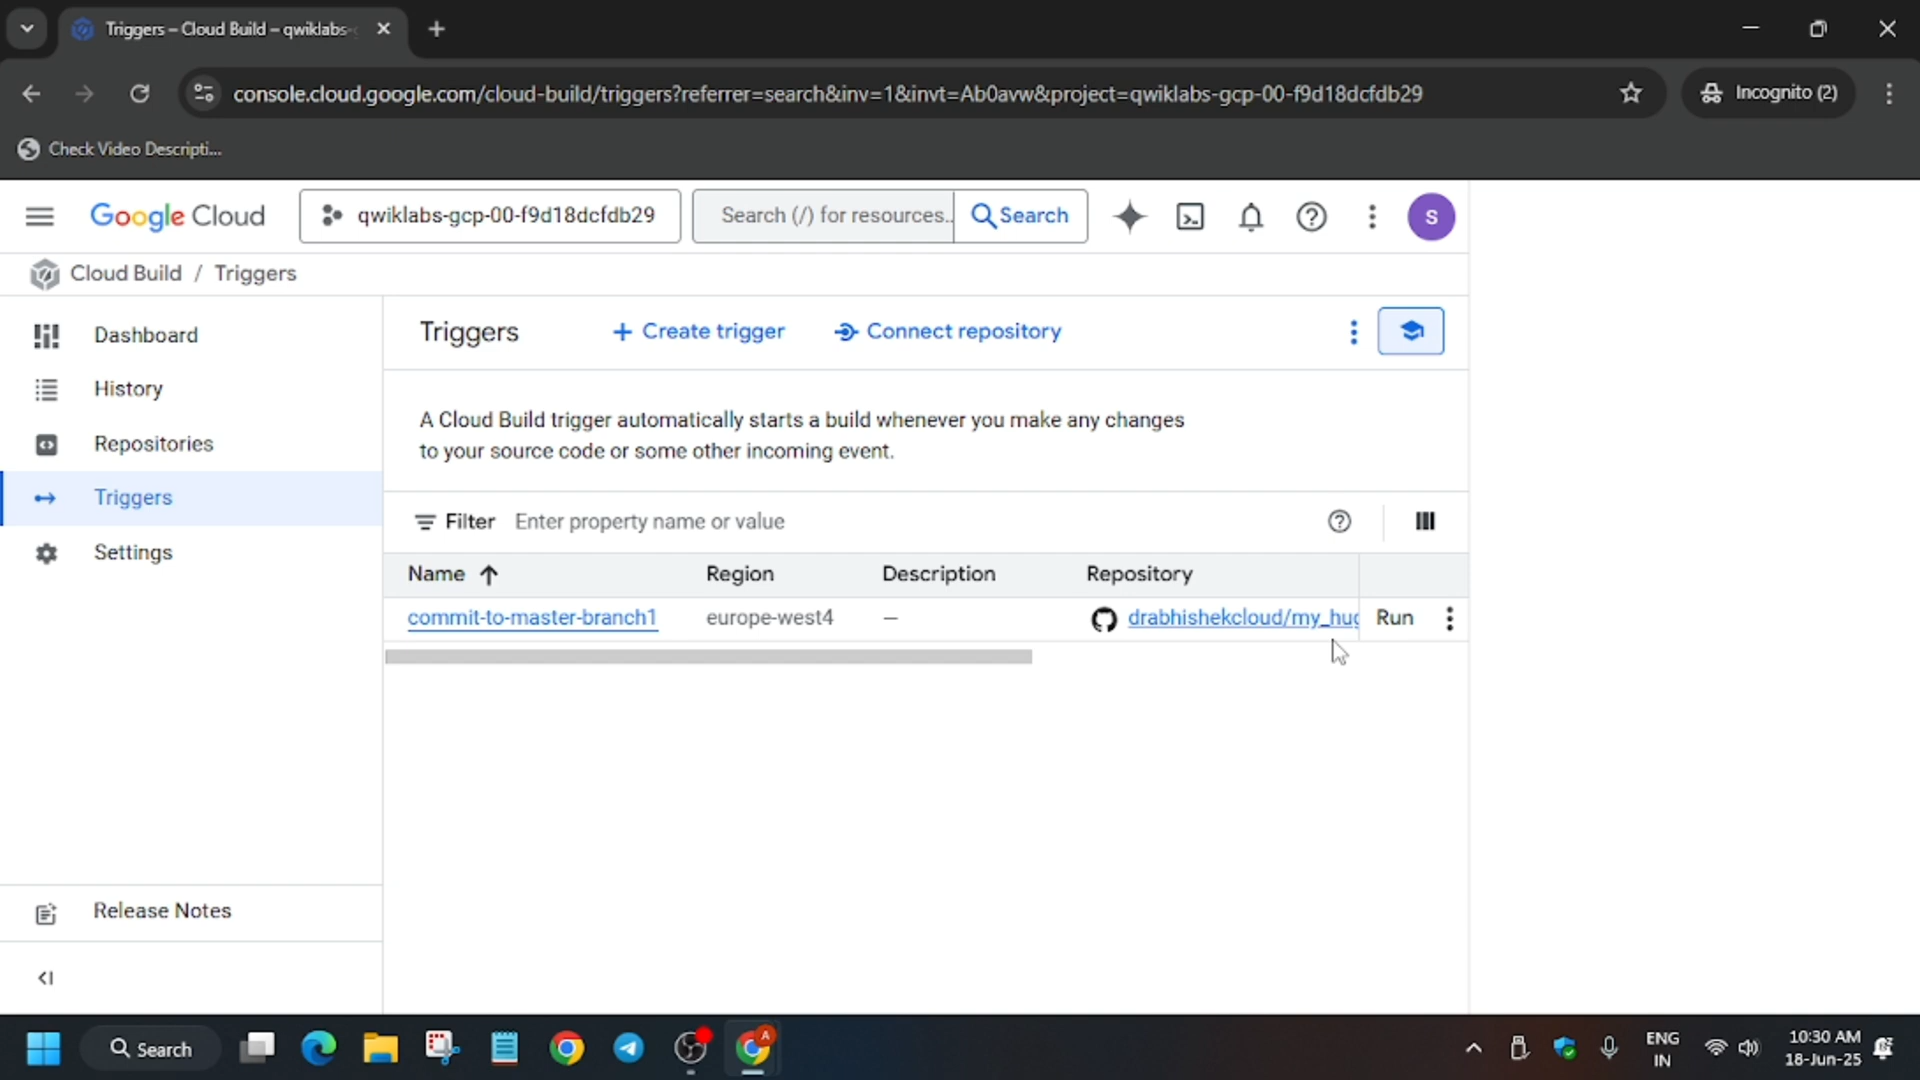 Triggers – Cloud Build – qwiklabs-
console.cloud.google.com/cloud-build/triggers?referrer=search&inv=1&invt=Ab0avw&project=qwiklabs-gcp-00-f9d18dcfdb29
Incognito (2)
Check Video Descripti...
Google Cloud
qwiklabs-gcp-00-f9d18dcfdb29
Search (/) for resources..
Search
S
Cloud Build / Triggers
Dashboard
History
Repositories
Triggers
Settings
Release Notes
Triggers
Create trigger
Connect repository
A Cloud Build trigger automatically starts a build whenever you make any changes
to your source code or some other incoming event.
Filter Enter property name or value
Name Region Description Repository
commit-to-master-branch1 europe-west4 — drabhishekcloud/my_hug Run
Search
A
ENG
IN
10:30 AM
18-Jun-25